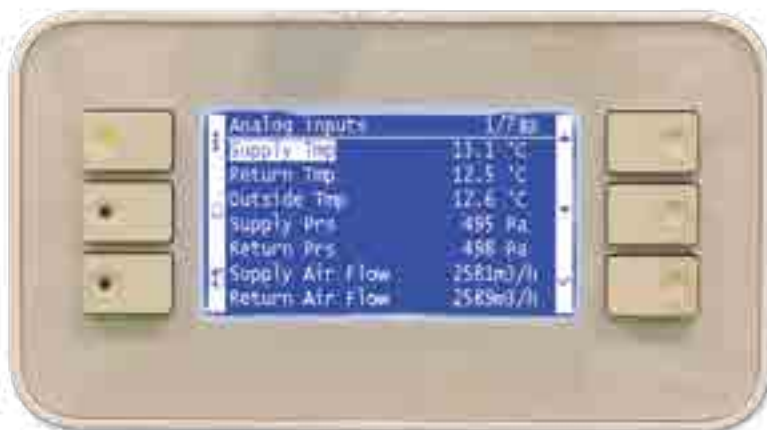 Analog Inputs 1/7
Supply Tmp 13.1 °C
Return Tmp 12.5 °C
Outside Tmp 12.6 °C
Supply Prs 495 Pa
Return Prs 498 Pa
Supply Air Flow 2581m3/h
Return Air Flow 2589m3/h